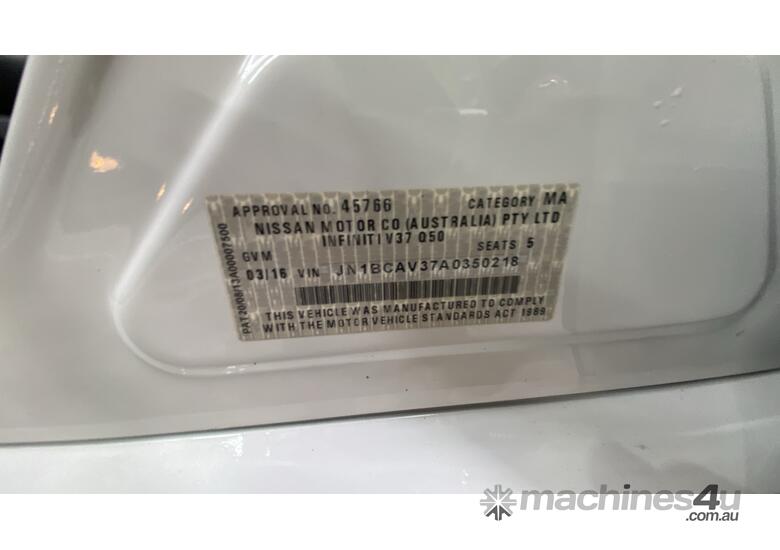 APPROVAL No. 45766 CATEGORY MA
NISSAN MOTOR CO (AUSTRALIA) PTY LTD
INFINITI V37 Q50
GVM SEATS 5
03/16 VIN JN1BCAV37A0350218
THIS VEHICLE WAS MANUFACTURED TO COMPLY
WITH THE MOTOR VEHICLE STANDARDS ACT 1989
PAT20/08/13A00007500
machines4u
.com.au